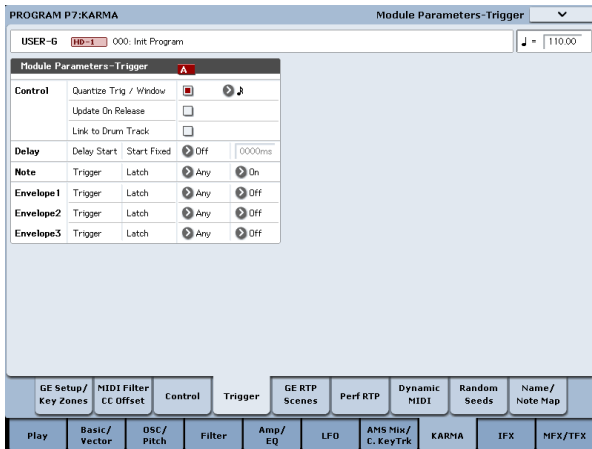 PROGRAM P7:KARMA Module Parameters-Trigger
USER-G HD-1 000: Init Program ♩ = 110.00
Module Parameters-Trigger A
Control Quantize Trig / Window ♪
Update On Release
Link to Drum Track
Delay Delay Start Start Fixed Off 0000ms
Note Trigger Latch Any On
Envelope1 Trigger Latch Any Off
Envelope2 Trigger Latch Any Off
Envelope3 Trigger Latch Any Off
GE Setup/ Key Zones MIDI Filter CC Offset Control Trigger GE RTP Scenes Perf RTP Dynamic MIDI Random Seeds Name/ Note Map
Play Basic/ Vector OSC/ Pitch Filter Amp/ EQ LFO AMS Mix/ C. KeyTrk KARMA IFX MFX/TFX